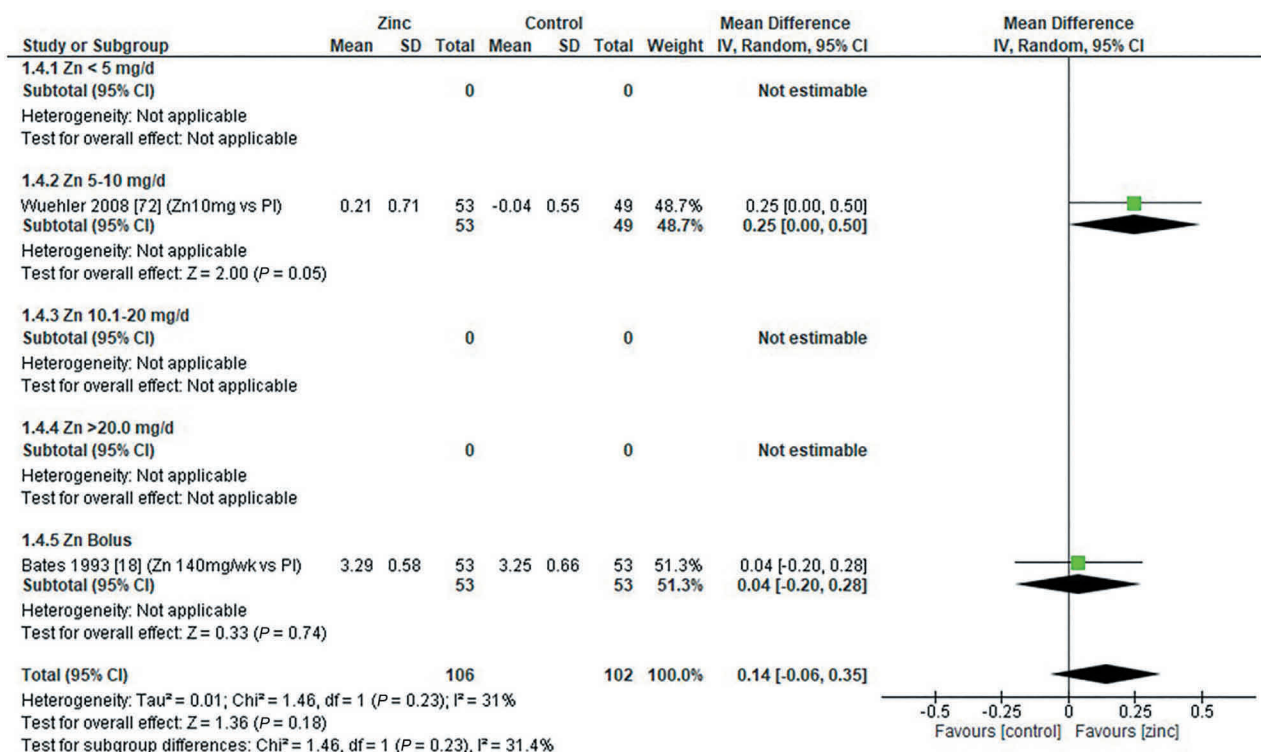 Zinc Control Mean Difference Mean Difference
Study or Subgroup Mean SD Total Mean SD Total Weight IV, Random, 95% CI IV, Random, 95% CI
1.4.1 Zn < 5 mg/d
Subtotal (95% CI) 0 0 Not estimable
Heterogeneity: Not applicable
Test for overall effect: Not applicable
1.4.2 Zn 5-10 mg/d
Wuehler 2008 [72] (Zn10mg vs Pl) 0.21 0.71 53 -0.04 0.55 49 48.7% 0.25 [0.00, 0.50]
Subtotal (95% CI) 53 49 48.7% 0.25 [0.00, 0.50]
Heterogeneity: Not applicable
Test for overall effect: Z = 2.00 (P = 0.05)
1.4.3 Zn 10.1-20 mg/d
Subtotal (95% CI) 0 0 Not estimable
Heterogeneity: Not applicable
Test for overall effect: Not applicable
1.4.4 Zn >20.0 mg/d
Subtotal (95% CI) 0 0 Not estimable
Heterogeneity: Not applicable
Test for overall effect: Not applicable
1.4.5 Zn Bolus
Bates 1993 [18] (Zn 140mg/wk vs Pl) 3.29 0.58 53 3.25 0.66 53 51.3% 0.04 [-0.20, 0.28]
Subtotal (95% CI) 53 53 51.3% 0.04 [-0.20, 0.28]
Heterogeneity: Not applicable
Test for overall effect: Z = 0.33 (P = 0.74)
Total (95% CI) 106 102 100.0% 0.14 [-0.06, 0.35]
Heterogeneity: Tau² = 0.01; Chi² = 1.46, df = 1 (P = 0.23); I² = 31%
Test for overall effect: Z = 1.36 (P = 0.18)
Test for subgroup differences: Chi² = 1.46, df = 1 (P = 0.23), I² = 31.4%
-0.5 -0.25 0 0.25 0.5
Favours [control] Favours [zinc]